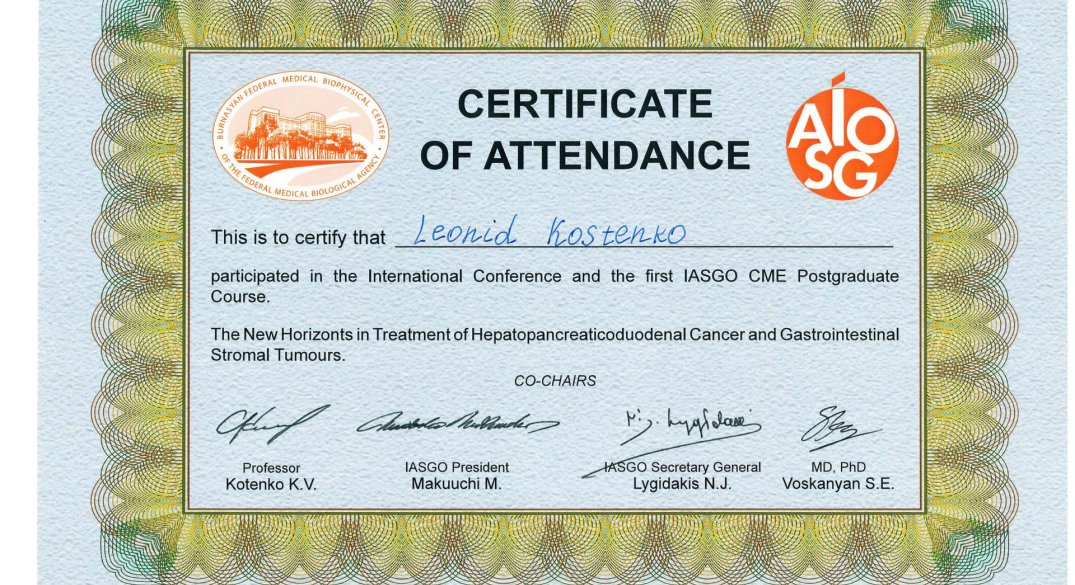 BURNASYAN FEDERAL MEDICAL BIOPHYSICAL CENTER
OF THE FEDERAL MEDICAL BIOLOGICAL AGENCY
CERTIFICATE
OF ATTENDANCE
AIO
SG
This is to certify that Leonid Kostenko
participated in the International Conference and the first IASGO CME Postgraduate
Course.
The New Horizonts in Treatment of Hepatopancreaticoduodenal Cancer and Gastrointestinal
Stromal Tumours.
CO-CHAIRS
Professor
Kotenko K.V.
IASGO President
Makuuchi M.
IASGO Secretary General
Lygidakis N.J.
MD, PhD
Voskanyan S.E.